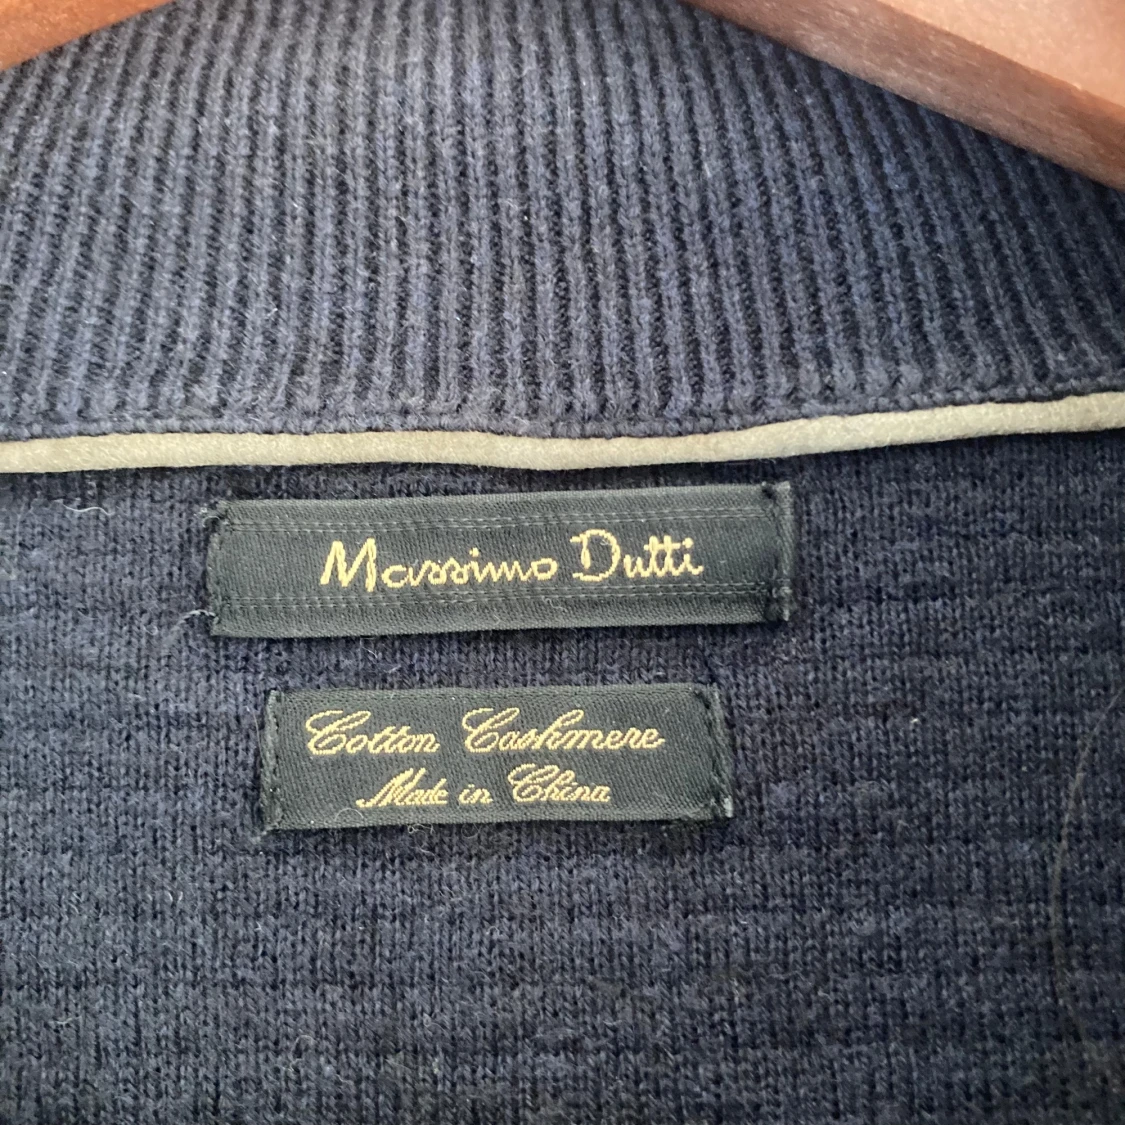 Massimo Dutti
Cotton Cashmere
Made in China